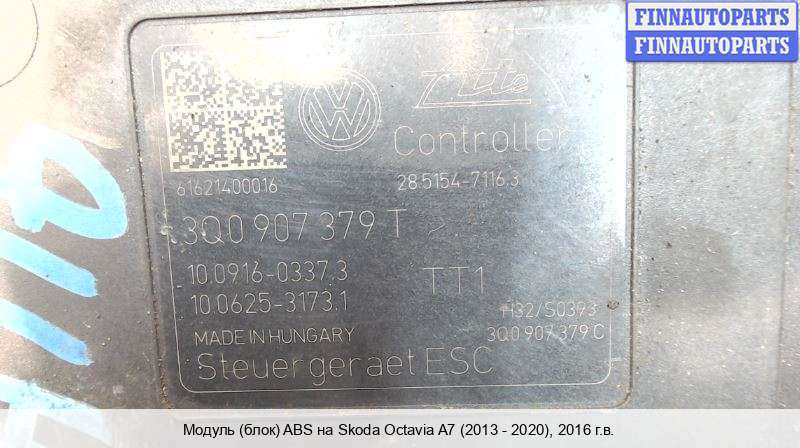 FINNAUTOPARTS
FINNAUTOPARTS
Ate
Controller
61621400016
28.5154-7116.3
3Q0 907 379 T
10.0916-0337.3
TT1
10.0625-3173.1
H32/S0393
MADE IN HUNGARY
3Q0 907 379 C
Steuergeraet ESC
Модуль (блок) ABS на Skoda Octavia A7 (2013 - 2020), 2016 г.в.